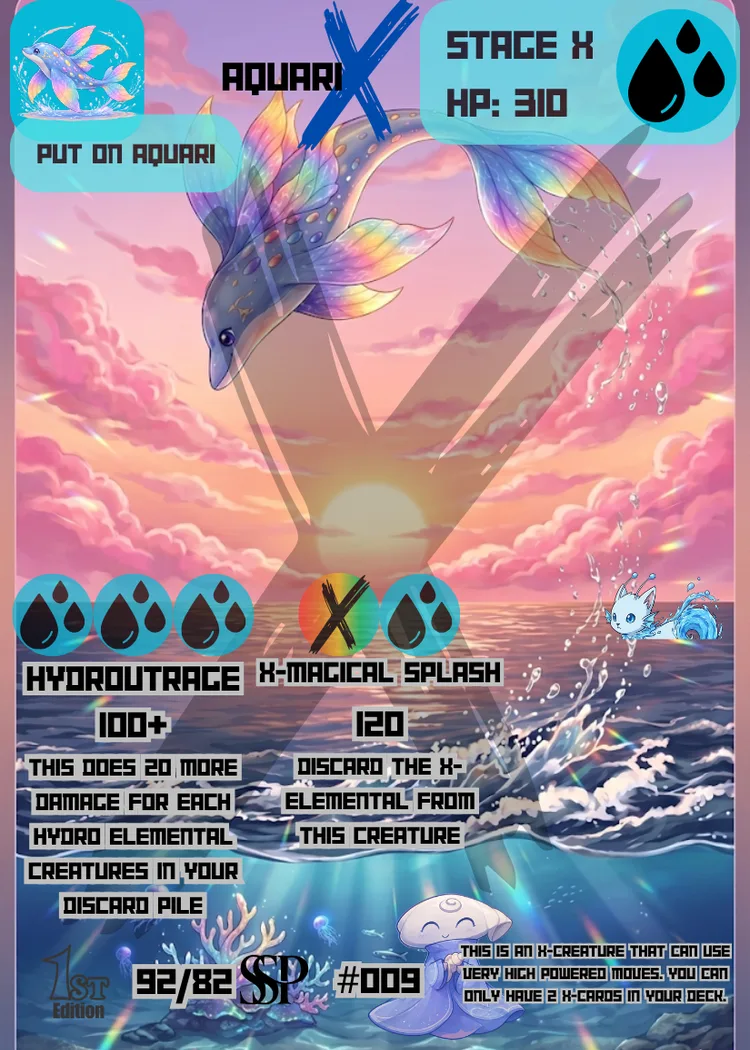 AQUARI X
STAGE X
HP: 310
PUT ON AQUARI
X
HYDROUTRAGE
100+
THIS DOES 20 MORE
DAMAGE FOR EACH
HYDRO ELEMENTAL
CREATURES IN YOUR
DISCARD PILE
X-MAGICAL SPLASH
120
DISCARD THE X-
ELEMENTAL FROM
THIS CREATURE
1ST
Edition
92/82
SSP
#009
THIS IS AN X-CREATURE THAT CAN USE
VERY HIGH POWERED MOVES. YOU CAN
ONLY HAVE 2 X-CARDS IN YOUR DECK.